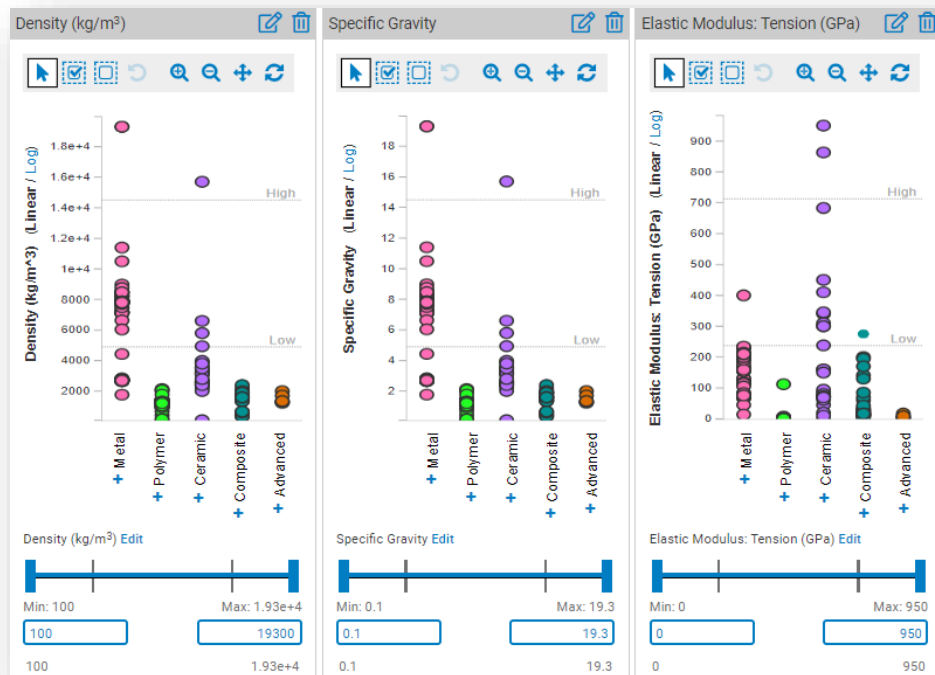 Density (kg/m³)
1.8e+4
1.6e+4
1.4e+4
1.2e+4
1e+4
8000
6000
4000
2000
Density (kg/m^3) (Linear / Log)
High
Low
+ Metal
+ Polymer
+ Ceramic
+ Composite
+ Advanced
Density (kg/m³) Edit
Min: 100 Max: 1.93e+4
100 19300
100 1.93e+4
Specific Gravity
18
16
14
12
10
8
6
4
2
Specific Gravity (Linear / Log)
High
Low
+ Metal
+ Polymer
+ Ceramic
+ Composite
+ Advanced
Specific Gravity Edit
Min: 0.1 Max: 19.3
0.1 19.3
0.1 19.3
Elastic Modulus: Tension (GPa)
900
800
700
600
500
400
300
200
100
0
Elastic Modulus: Tension (GPa) (Linear / Log)
High
Low
+ Metal
+ Polymer
+ Ceramic
+ Composite
+ Advanced
Elastic Modulus: Tension (GPa) Edit
Min: 0 Max: 950
0 950
0 950